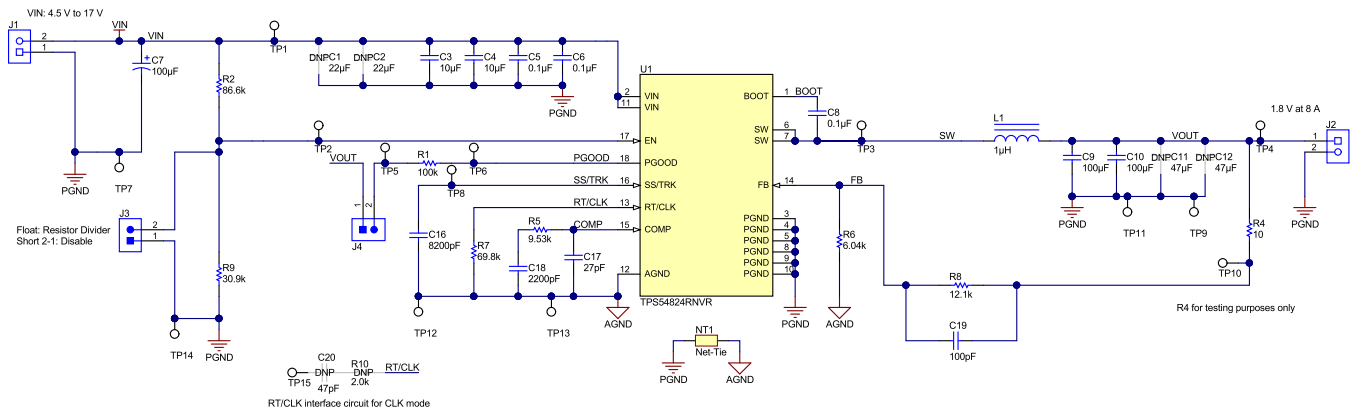 VIN: 4.5 V to 17 V
J1
2
1
VIN
VIN
C7
100µF
+
PGND
TP7
R2
86.6k
TP1
DNP C1
22µF
DNP C2
22µF
C3
10µF
C4
10µF
C5
0.1µF
C6
0.1µF
PGND
U1
2 VIN
11 VIN
17 EN
18 PGOOD
16 SS/TRK
13 RT/CLK
15 COMP
12 AGND
BOOT 1
SW 6
SW 7
FB 14
PGND 3
PGND 4
PGND 5
PGND 8
PGND 9
PGND 10
TPS54824RNVR
BOOT
C8
0.1µF
TP3
SW
L1
1µH
VOUT
1.8 V at 8 A
TP4
J2
1
2
PGND
C9
100µF
C10
100µF
DNP C11
47µF
DNP C12
47µF
PGND
TP11
TP9
R4
10
TP10
R4 for testing purposes only
FB
R6
6.04k
AGND
R8
12.1k
C19
100pF
PGND
TP2
VOUT
TP5
R1
100k
TP6
PGOOD
TP8
SS/TRK
RT/CLK
COMP
1
2
J4
Float: Resistor Divider
Short 2-1: Disable
J3
2
1
R9
30.9k
TP14
PGND
C16
8200pF
R7
69.8k
R5
9.53k
C18
2200pF
C17
27pF
TP12
TP13
AGND
NT1
Net-Tie
PGND
AGND
TP15
C20
DNP
47pF
R10
DNP
2.0k
RT/CLK
RT/CLK interface circuit for CLK mode